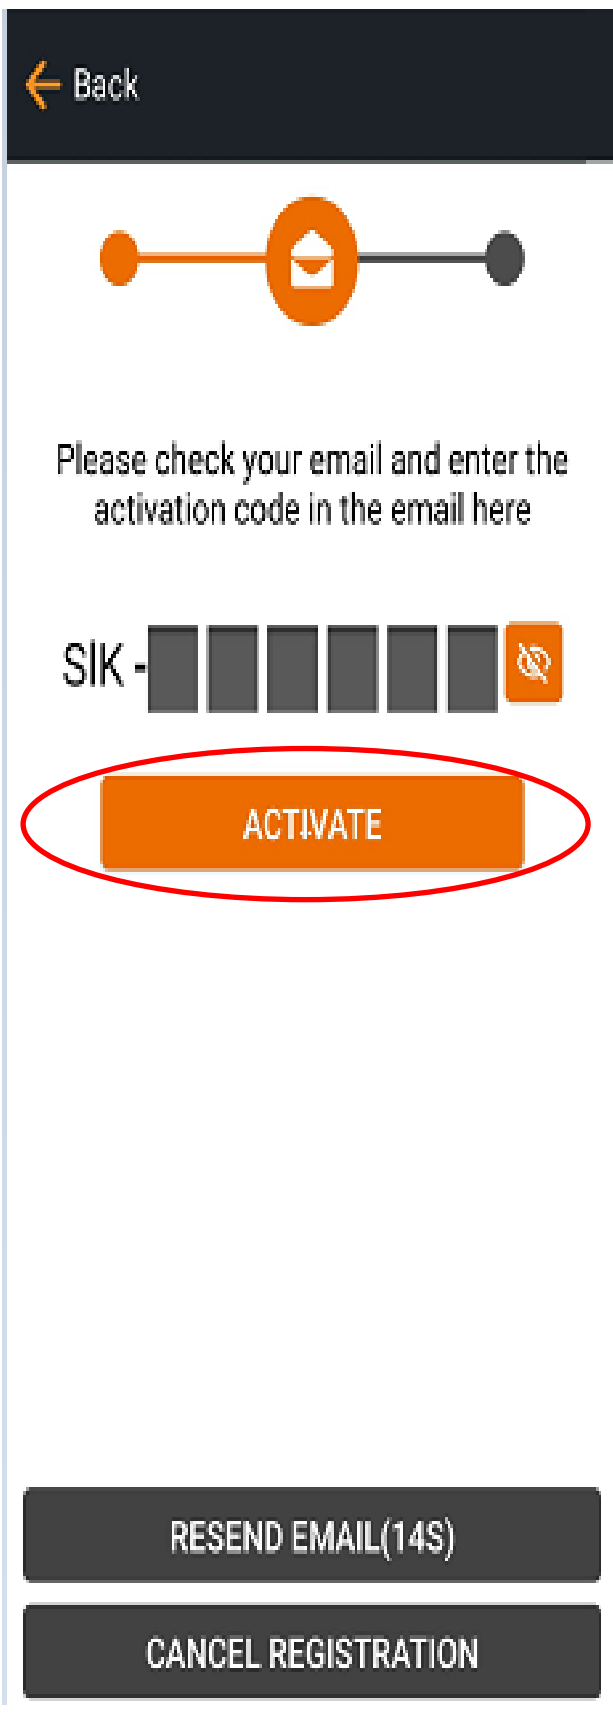 Back
Please check your email and enter the
activation code in the email here
SIK -
ACTIVATE
RESEND EMAIL(14S)
CANCEL REGISTRATION